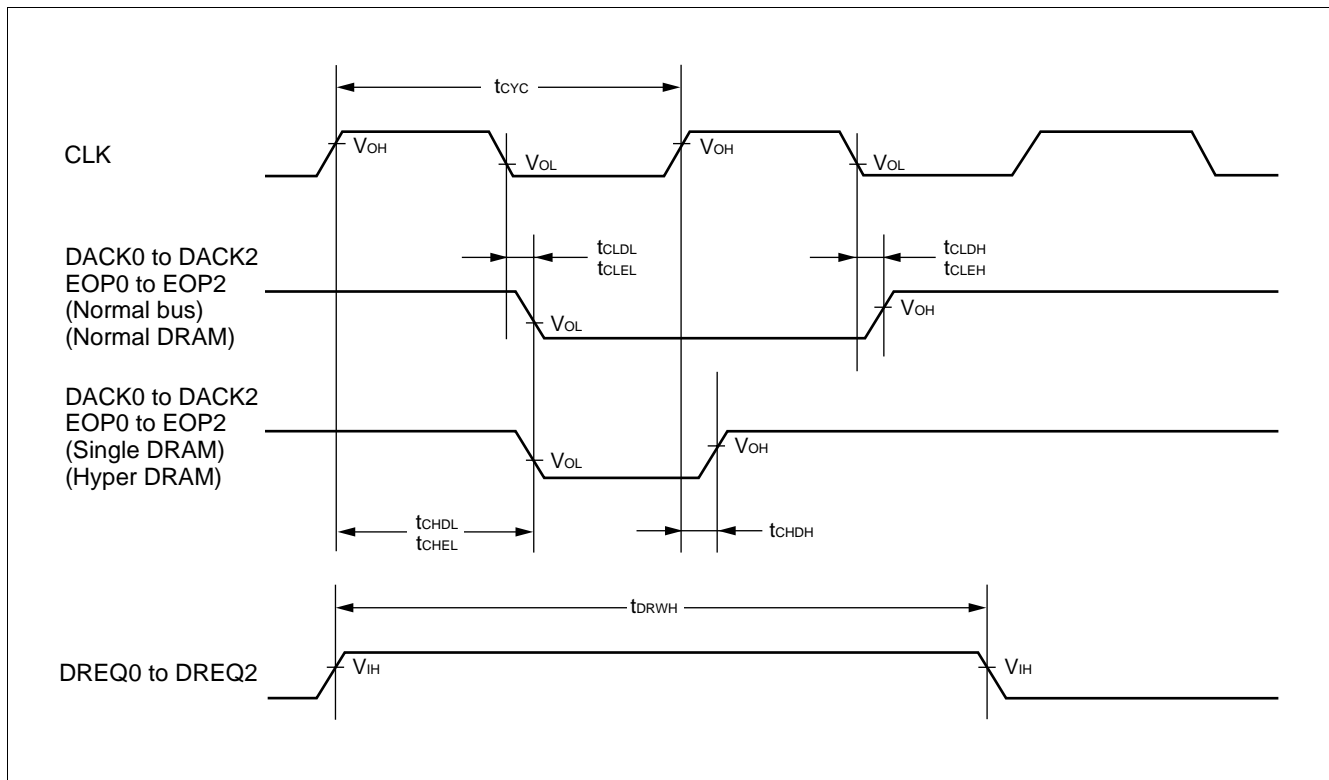 tCYC
CLK
VOH
VOL
VOH
VOL
DACK0 to DACK2
EOP0 to EOP2
(Normal bus)
(Normal DRAM)
tCLDL
tCLEL
tCLDH
tCLEH
VOL
VOH
DACK0 to DACK2
EOP0 to EOP2
(Single DRAM)
(Hyper DRAM)
VOL
VOH
tCHDL
tCHEL
tCHDH
tDRWH
DREQ0 to DREQ2
VIH
VIH